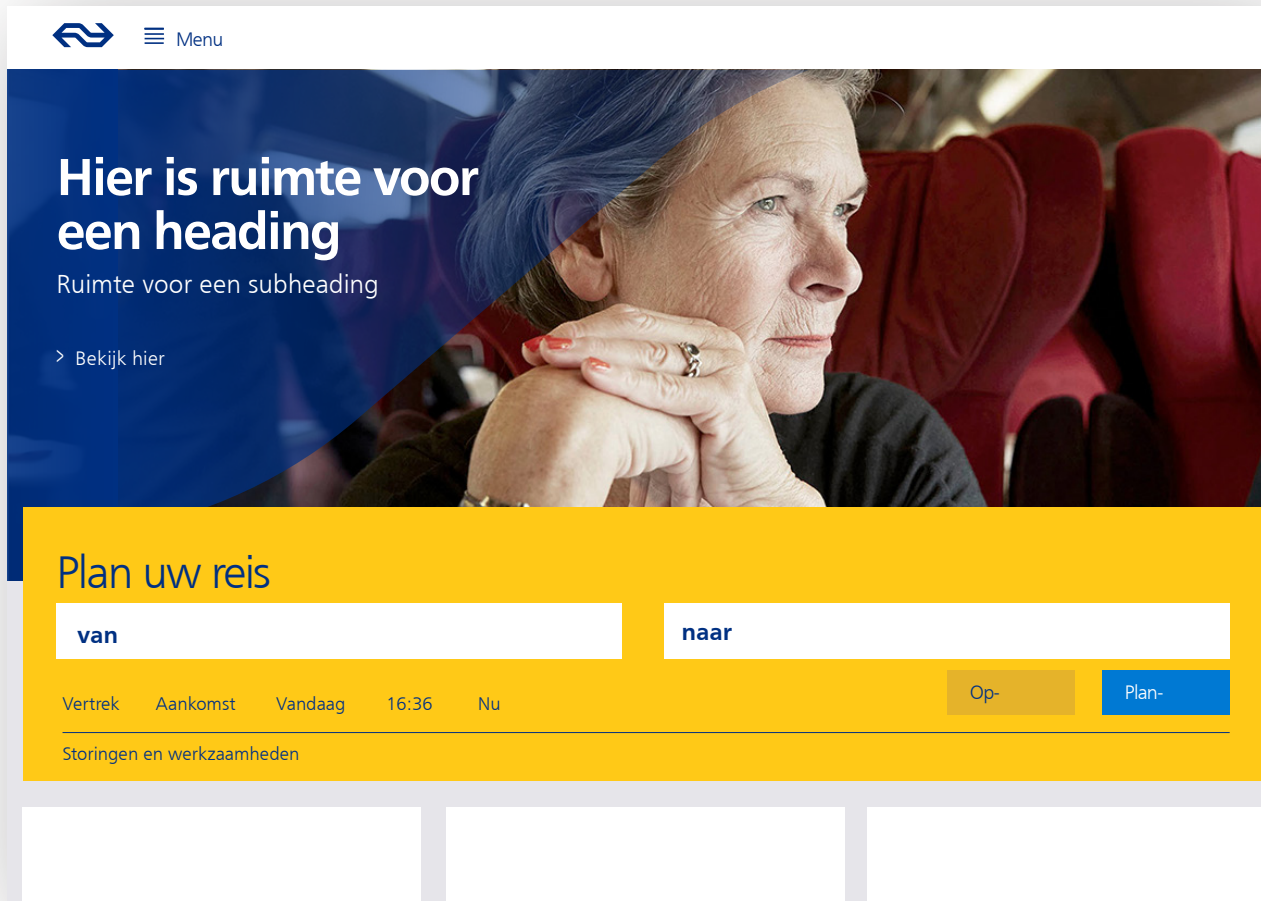 Menu
Hier is ruimte voor
een heading
Ruimte voor een subheading
Bekijk hier
Plan uw reis
van
naar
Vertrek Aankomst Vandaag 16:36 Nu
Op-
Plan-
Storingen en werkzaamheden